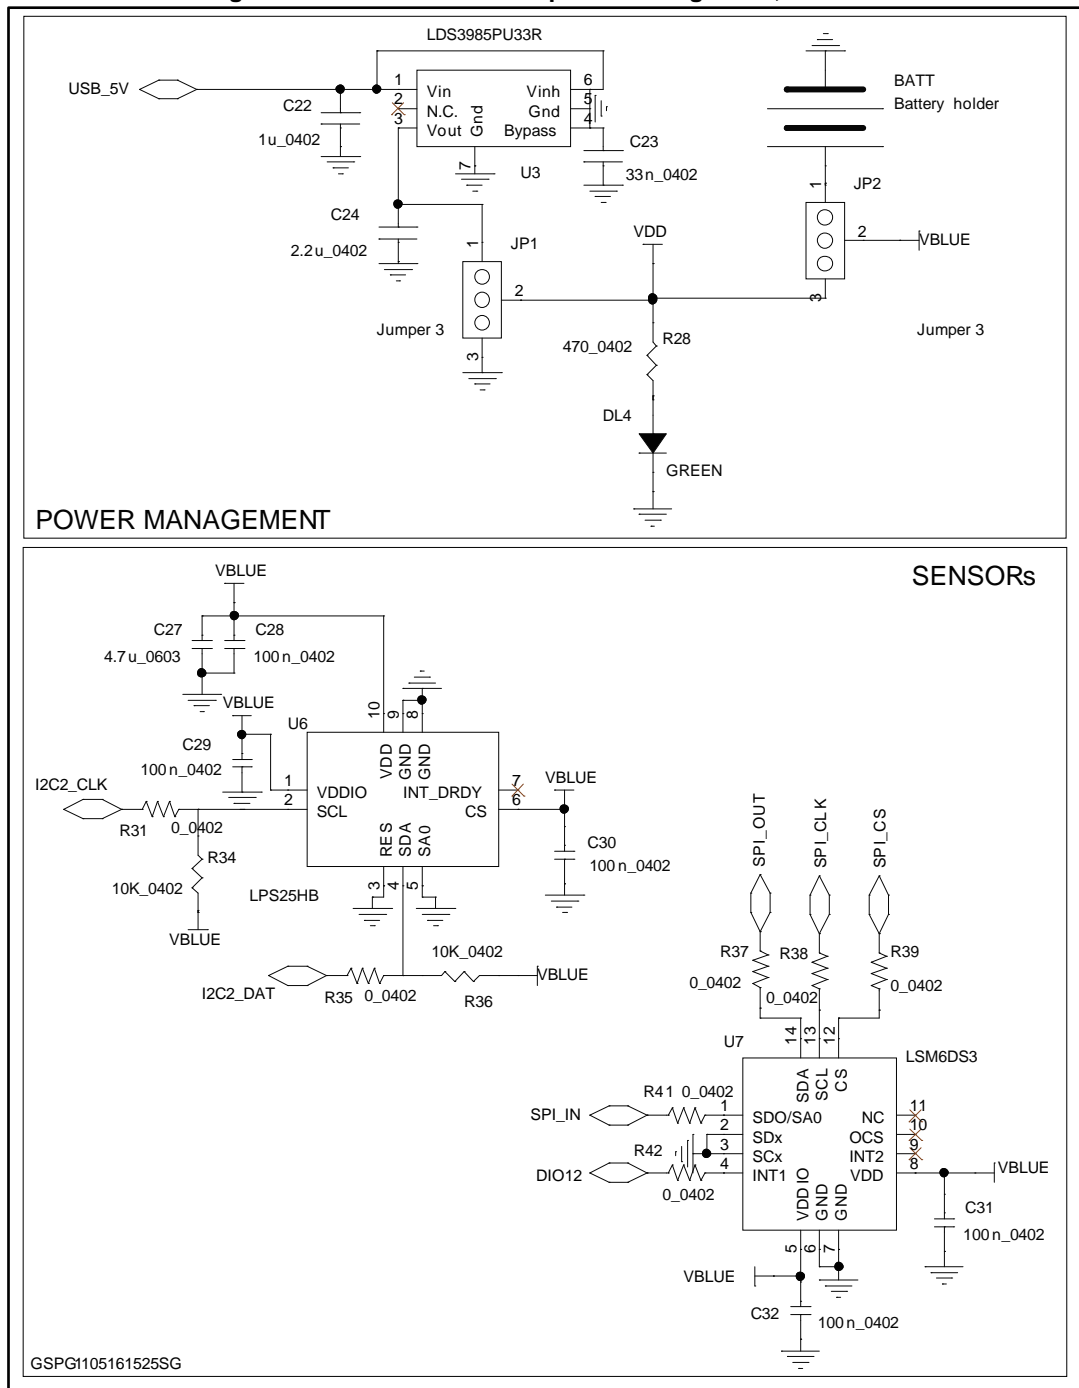 LDS3985PU33R
USB_5V
1 Vin Vinh 6
2 N.C. Gnd 5
3 Vout Gnd Bypass 4
7
U3
C22
1u_0402
C23
33n_0402
C24
2.2u_0402
BATT
Battery holder
1
JP2
2
VBLUE
3
Jumper 3
VDD
1
JP1
2
Jumper 3
3
470_0402
R28
DL4
GREEN
POWER MANAGEMENT
SENSORs
VBLUE
C27
4.7u_0603
C28
100n_0402
VBLUE
C29
100n_0402
U6
10 9 8
VDD GND GND
1 VDDIO INT_DRDY 7
2 SCL CS 6
RES SDA SA0
3 4 5
LPS25HB
VBLUE
C30
100n_0402
I2C2_CLK
R31
0_0402
R34
10K_0402
VBLUE
I2C2_DAT
R35
0_0402
10K_0402
R36
VBLUE
SPI_OUT SPI_CLK SPI_CS
R37
0_0402
R38
0_0402
R39
0_0402
U7
14 13 12
LSM6DS3
SDA SCL CS
SPI_IN
R41 0_0402
1 SDO/SA0 NC 11
2 SDx OCS 10
3 SCx INT2 9
4 INT1 VDD 8
R42
DIO12
0_0402
VDDIO GND GND
5 6 7
VBLUE
C31
100n_0402
VBLUE
C32
100n_0402
GSPG1105161525SG